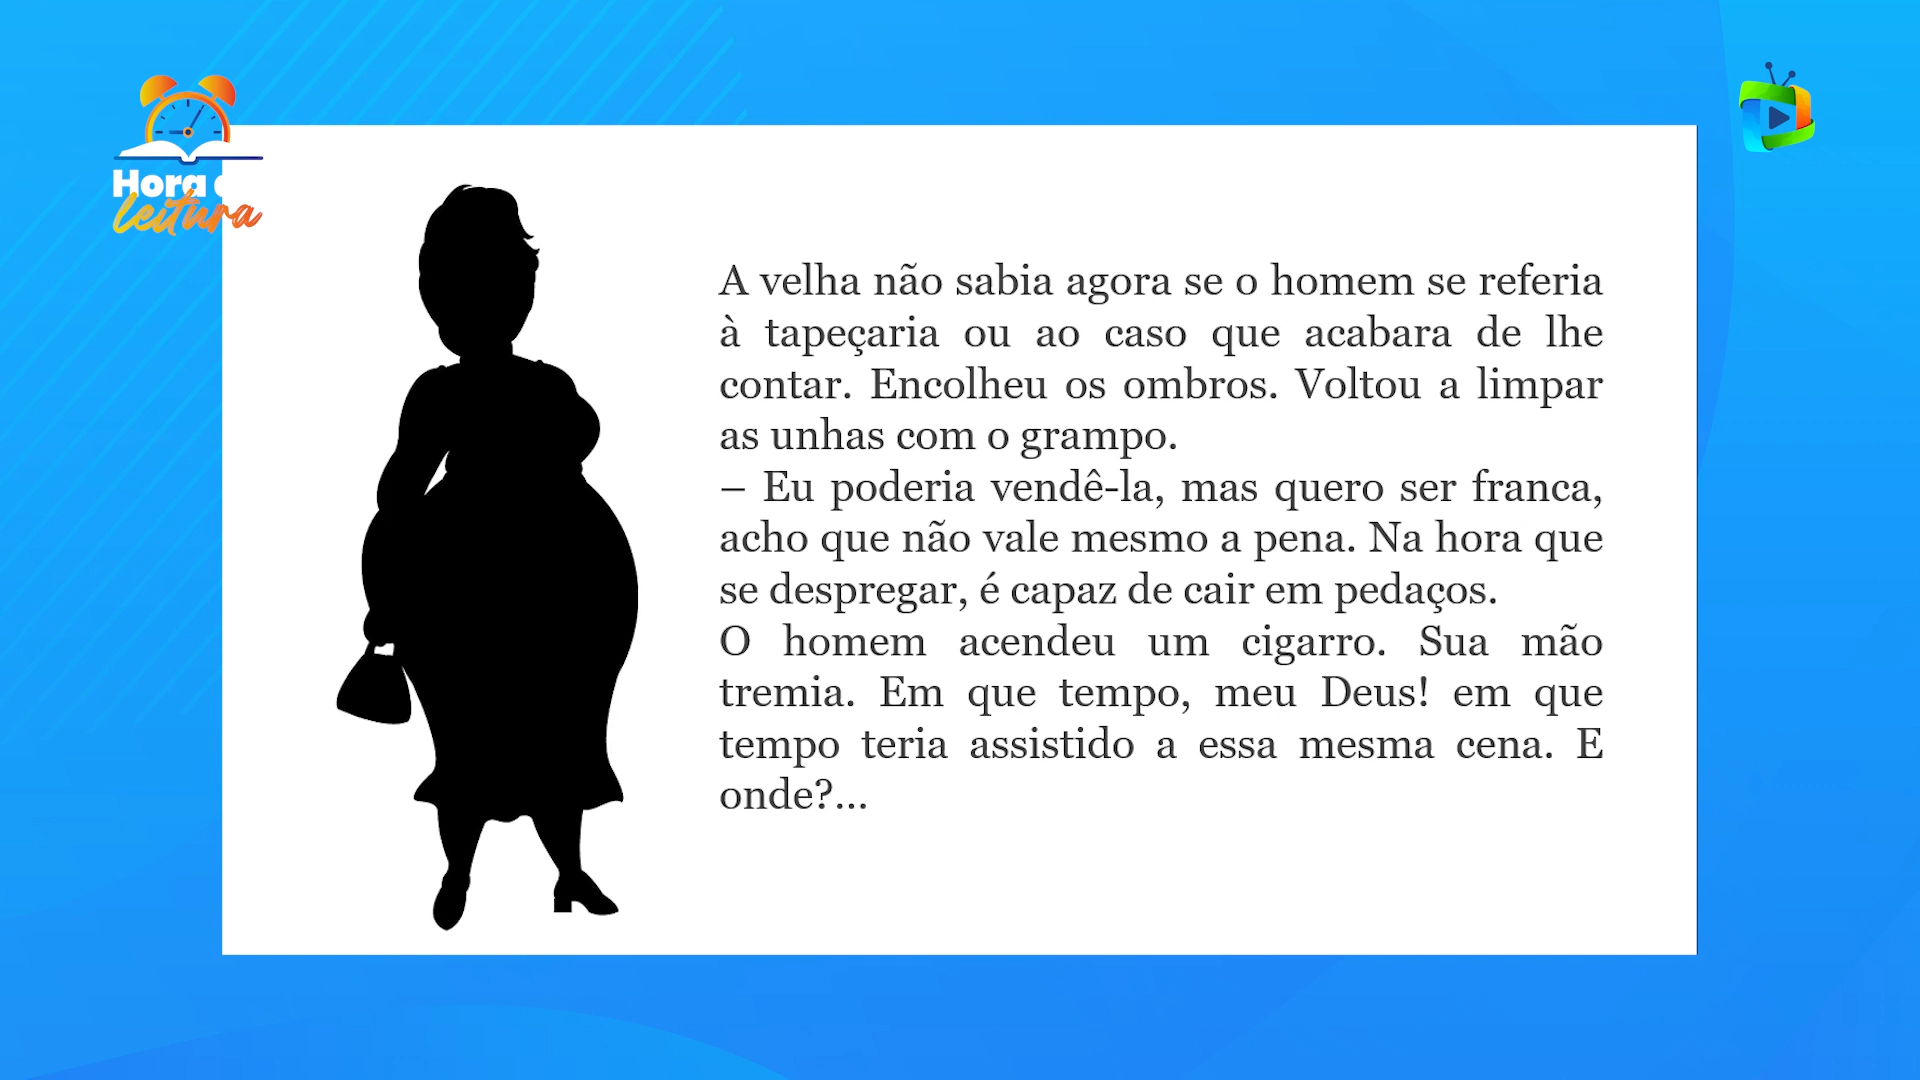 Hora
leitura
A velha não sabia agora se o homem se referia
à tapeçaria ou ao caso que acabara de lhe
contar. Encolheu os ombros. Voltou a limpar
as unhas com o grampo.
– Eu poderia vendê-la, mas quero ser franca,
acho que não vale mesmo a pena. Na hora que
se despregar, é capaz de cair em pedaços.
O homem acendeu um cigarro. Sua mão
tremia. Em que tempo, meu Deus! em que
tempo teria assistido a essa mesma cena. E
onde?...